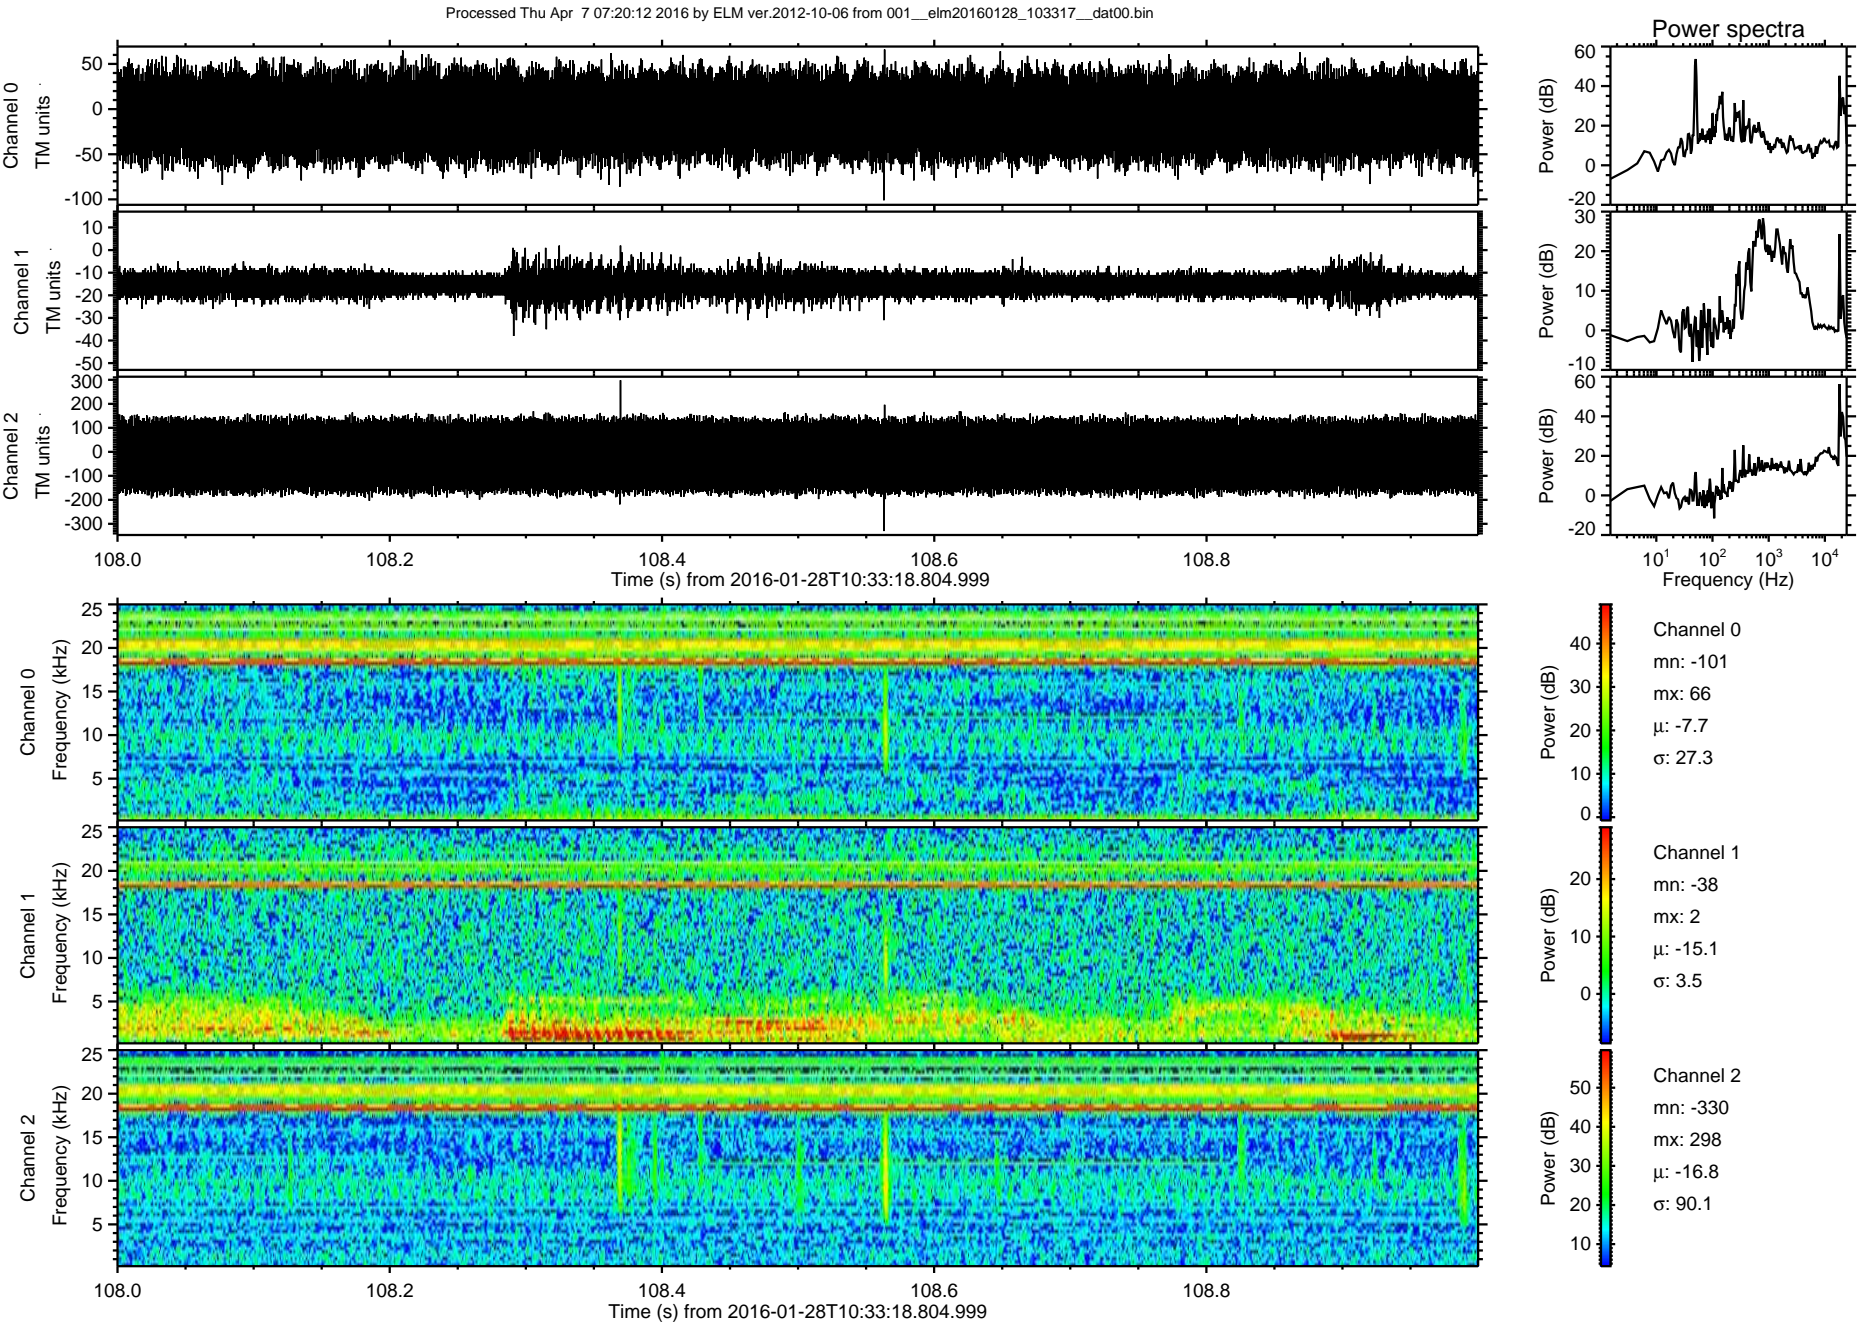 Processed Thu Apr  7 07:20:12 2016 by ELM ver.2012-10-06 from 001__elm20160128_103317__dat00.bin
Power spectra
Channel 0
TM units
50
0
-50
-100
Power (dB)
60
40
20
0
-20
Channel 1
TM units
10
0
-10
-20
-30
-40
-50
Power (dB)
30
20
10
0
-10
Channel 2
TM units
300
200
100
0
-100
-200
-300
Power (dB)
60
40
20
0
-20
108.0 108.2 108.4 108.6 108.8
Time (s) from 2016-01-28T10:33:18.804.999
10¹ 10² 10³ 10⁴
Frequency (Hz)
Channel 0
Frequency (kHz)
25
20
15
10
5
Power (dB)
40
30
20
10
0
Channel 0
mn: -101
mx: 66
μ: -7.7
σ: 27.3
Channel 1
Frequency (kHz)
25
20
15
10
5
Power (dB)
20
10
0
Channel 1
mn: -38
mx: 2
μ: -15.1
σ: 3.5
Channel 2
Frequency (kHz)
25
20
15
10
5
Power (dB)
50
40
30
20
10
Channel 2
mn: -330
mx: 298
μ: -16.8
σ: 90.1
108.0 108.2 108.4 108.6 108.8
Time (s) from 2016-01-28T10:33:18.804.999